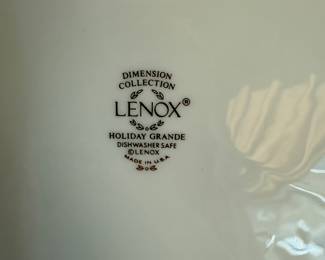 DIMENSION
COLLECTION
LENOX®
HOLIDAY GRANDE
DISHWASHER SAFE
©LENOX
MADE IN U.S.A.